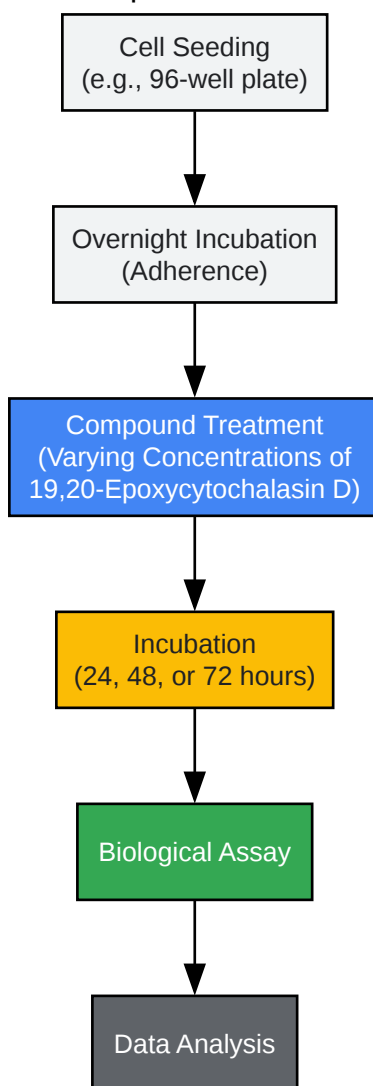 Cell Seeding
(e.g., 96-well plate)
Overnight Incubation
(Adherence)
Compound Treatment
(Varying Concentrations of
19,20-Epoxycytochalasin D)
Incubation
(24, 48, or 72 hours)
Biological Assay
Data Analysis